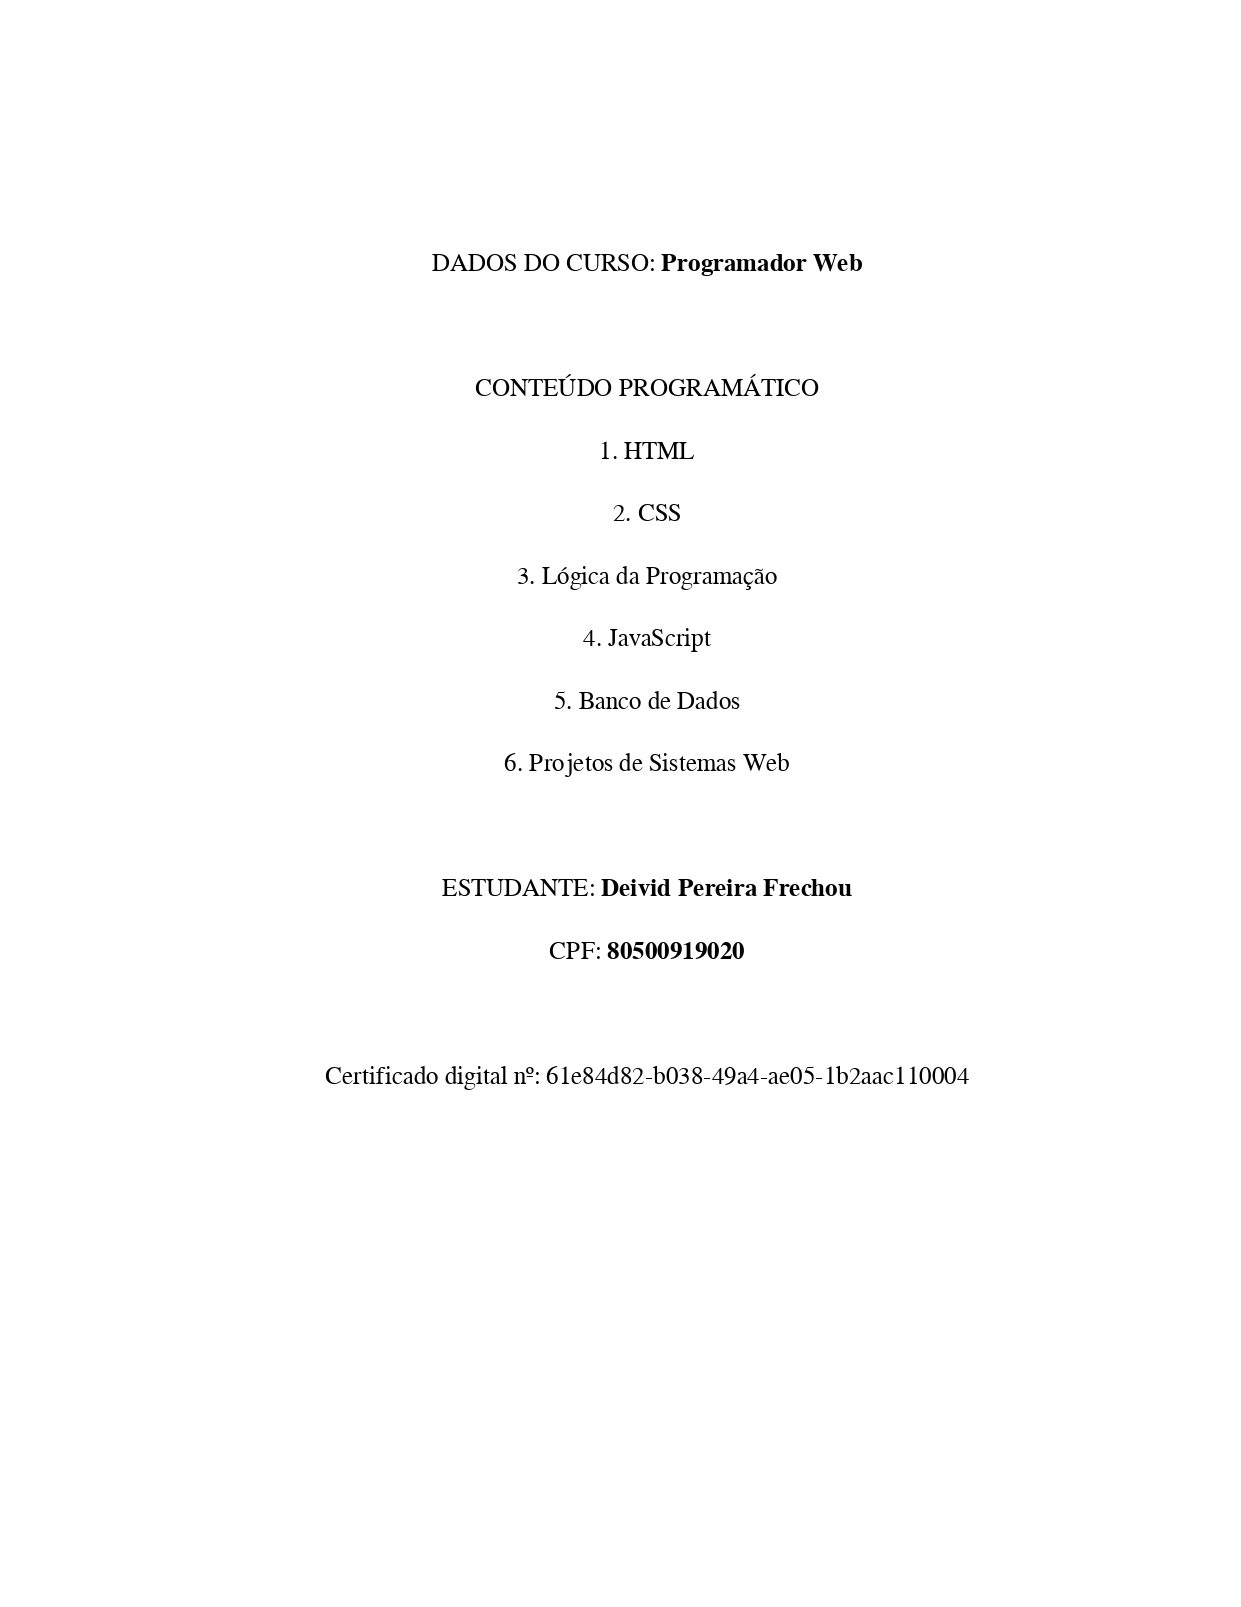 DADOS DO CURSO: Programador Web
CONTEÚDO PROGRAMÁTICO
1. HTML
2. CSS
3. Lógica da Programação
4. JavaScript
5. Banco de Dados
6. Projetos de Sistemas Web
ESTUDANTE: Deivid Pereira Frechou
CPF: 80500919020
Certificado digital nº: 61e84d82-b038-49a4-ae05-1b2aac110004